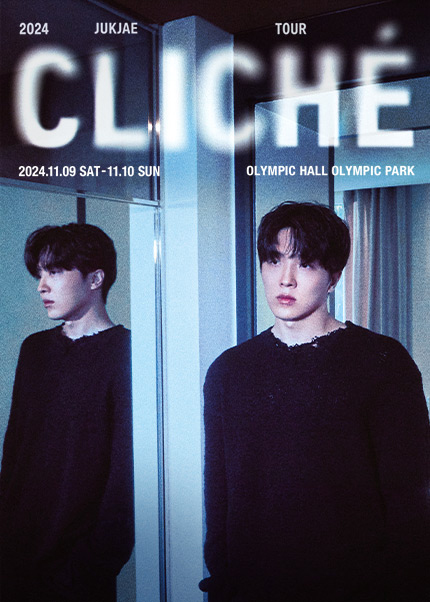 2024 JUKJAE TOUR
CLICHÉ
2024.11.09 SAT-11.10 SUN OLYMPIC HALL OLYMPIC PARK